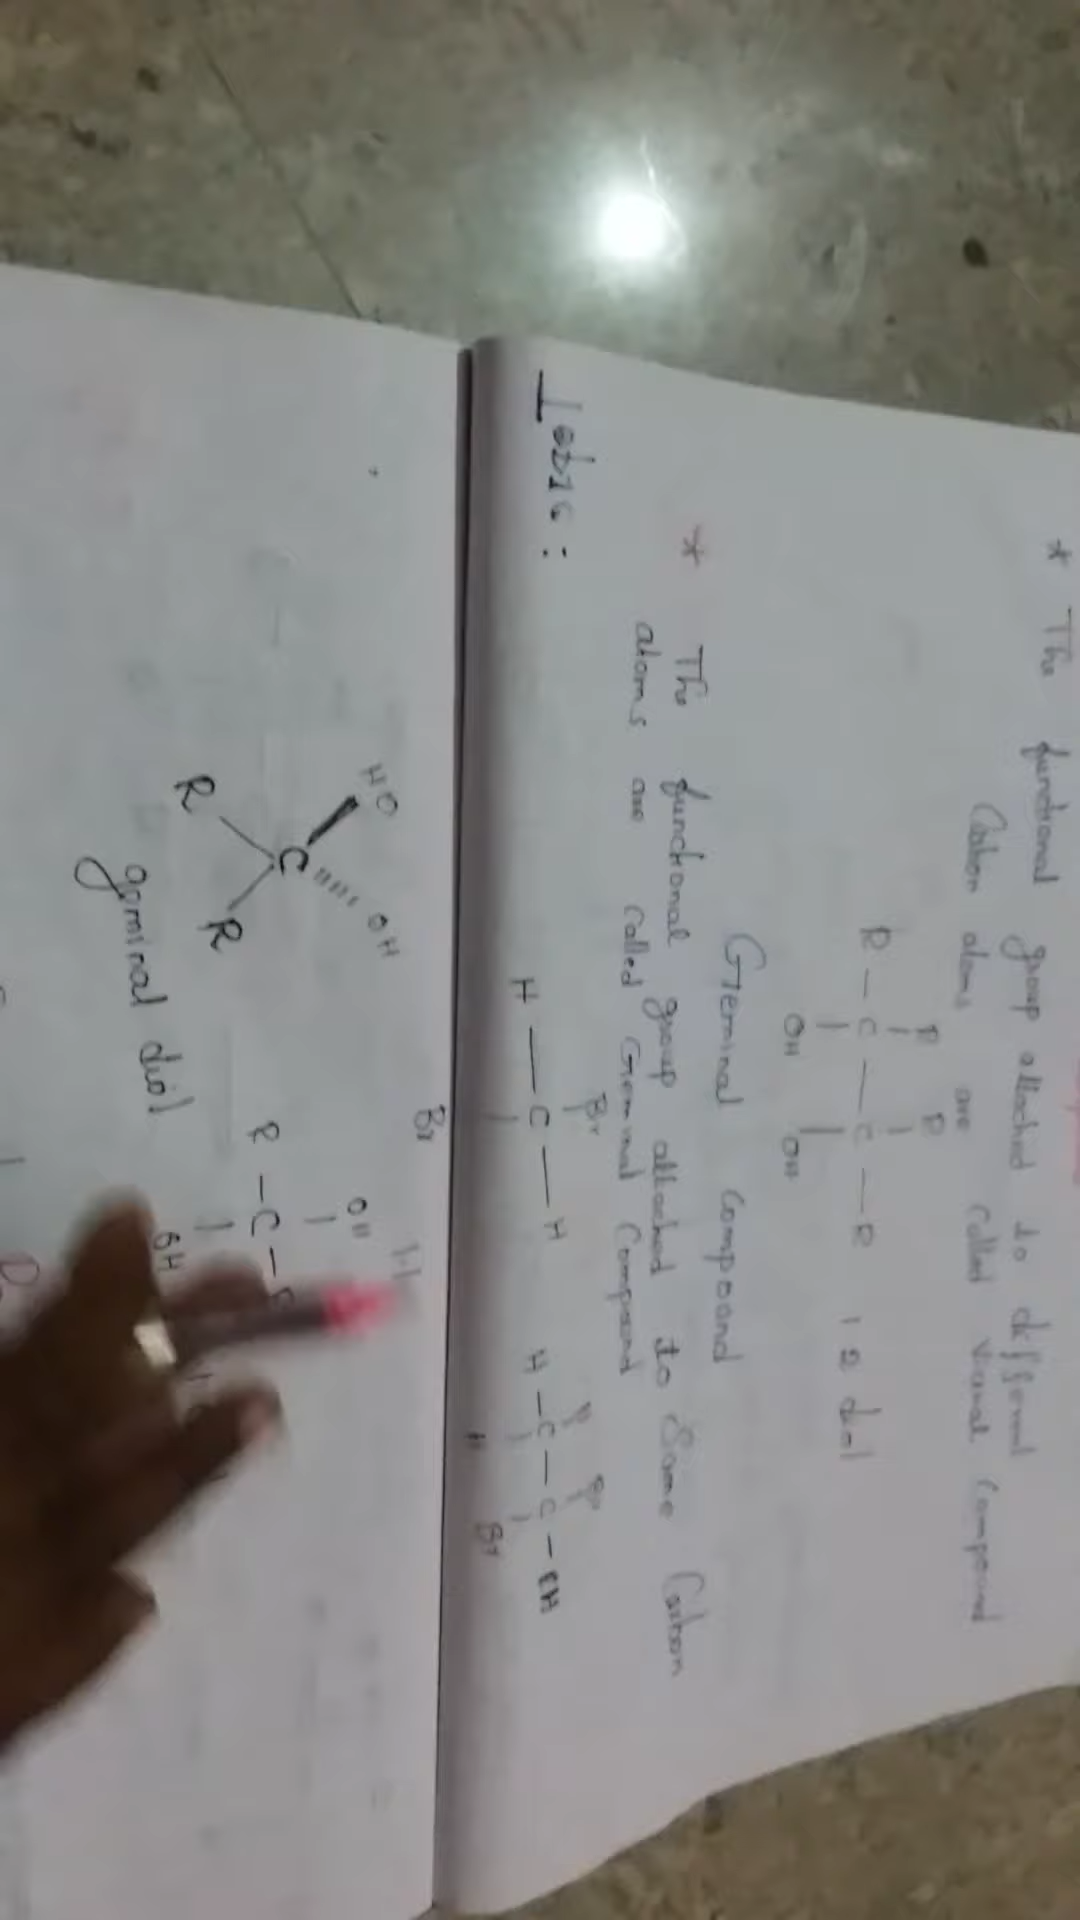 * The functional group attached to different
Carbon atoms are called vicinal compound
R R
R - C - C - R 1 2 diol
OH OH
Geminal compound
* The functional group attached to Same Carbon
atoms are called Geminal Compound
Br Br
H - C - H H - C - C - CH
H Br
Br
HO OH OH
C R - C -
R R OH
geminal diol